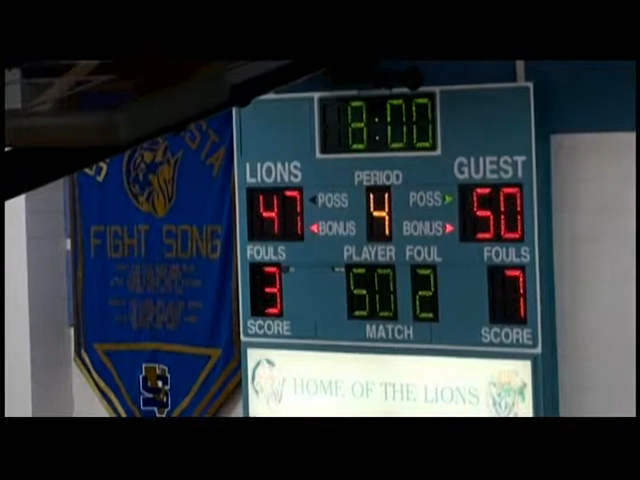 8:00
LIONS PERIOD GUEST
47 POSS 4 POSS 50
BONUS BONUS
FOULS PLAYER FOUL FOULS
3 50 2 7
SCORE MATCH SCORE
HOME OF THE LIONS
FIGHT SONG